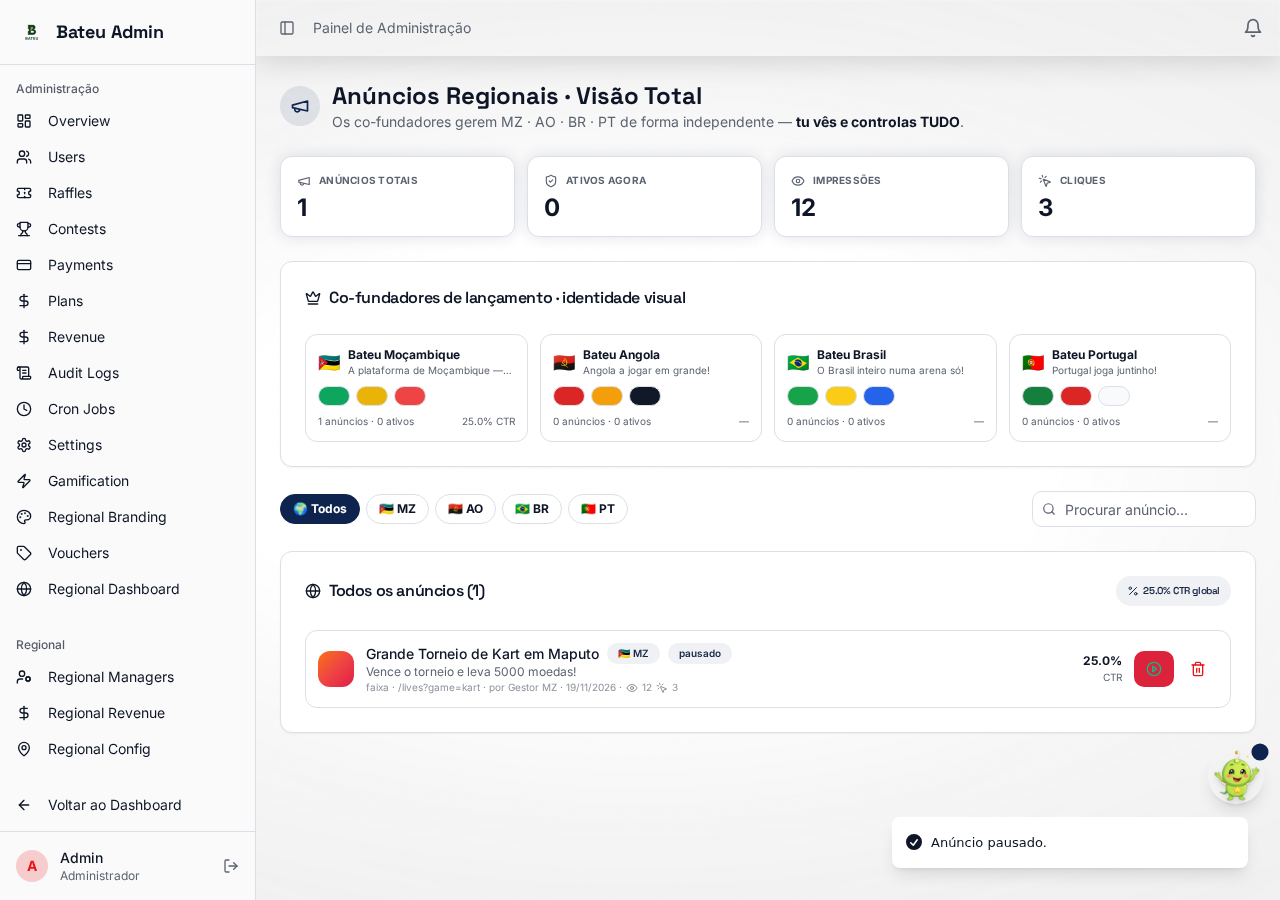 B
BATEU
Bateu Admin
Painel de Administração
Administração
Overview
Users
Raffles
Contests
Payments
Plans
Revenue
Audit Logs
Cron Jobs
Settings
Gamification
Regional Branding
Vouchers
Regional Dashboard
Regional
Regional Managers
Regional Revenue
Regional Config
Voltar ao Dashboard
A
Admin
Administrador
Anúncios Regionais · Visão Total
Os co-fundadores gerem MZ · AO · BR · PT de forma independente — tu vês e controlas TUDO.
ANÚNCIOS TOTAIS
1
ATIVOS AGORA
0
IMPRESSÕES
12
CLIQUES
3
Co-fundadores de lançamento · identidade visual
Bateu Moçambique
A plataforma de Moçambique —...
1 anúncios · 0 ativos 25.0% CTR
Bateu Angola
Angola a jogar em grande!
0 anúncios · 0 ativos —
Bateu Brasil
O Brasil inteiro numa arena só!
0 anúncios · 0 ativos —
Bateu Portugal
Portugal joga juntinho!
0 anúncios · 0 ativos —
🌍 Todos 🇲🇿 MZ 🇦🇴 AO 🇧🇷 BR 🇵🇹 PT
Procurar anúncio...
Todos os anúncios (1)
25.0% CTR global
Grande Torneio de Kart em Maputo 🇲🇿 MZ pausado
Vence o torneio e leva 5000 moedas!
faixa · /lives?game=kart · por Gestor MZ · 19/11/2026 · 12 3
25.0%
CTR
Anúncio pausado.